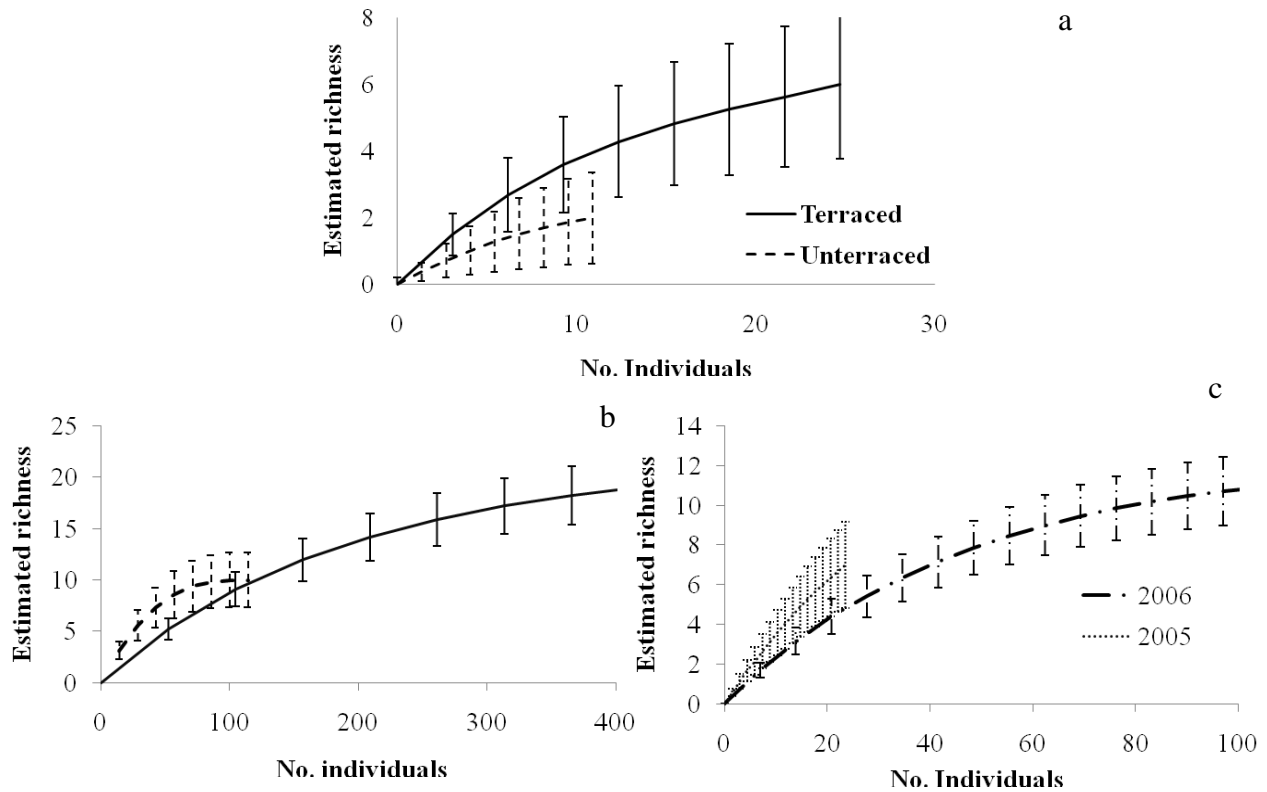 a
Estimated richness
8
6
4
2
0
Terraced
Unterraced
0 10 20 30
No. Individuals
b
Estimated richness
25
20
15
10
5
0
0 100 200 300 400
No. individuals
c
Estimated richness
14
12
10
8
6
4
2
0
2006
2005
0 20 40 60 80 100
No. Individuals